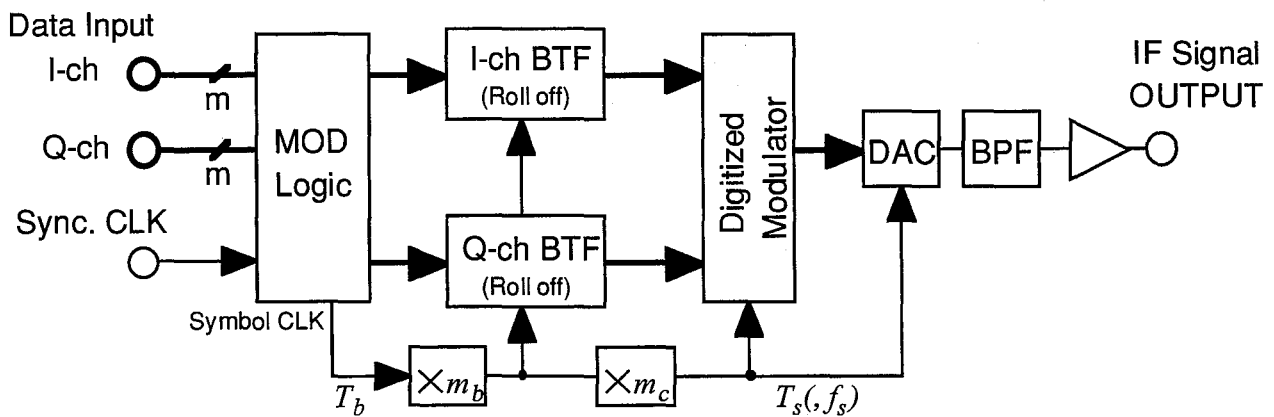 Data Input
I-ch
m
Q-ch
m
Sync. CLK
MOD
Logic
Symbol CLK
I-ch BTF
(Roll off)
Q-ch BTF
(Roll off)
Digitized
Modulator
DAC
BPF
IF Signal
OUTPUT
T_b
×m_b
×m_c
T_s(,f_s)